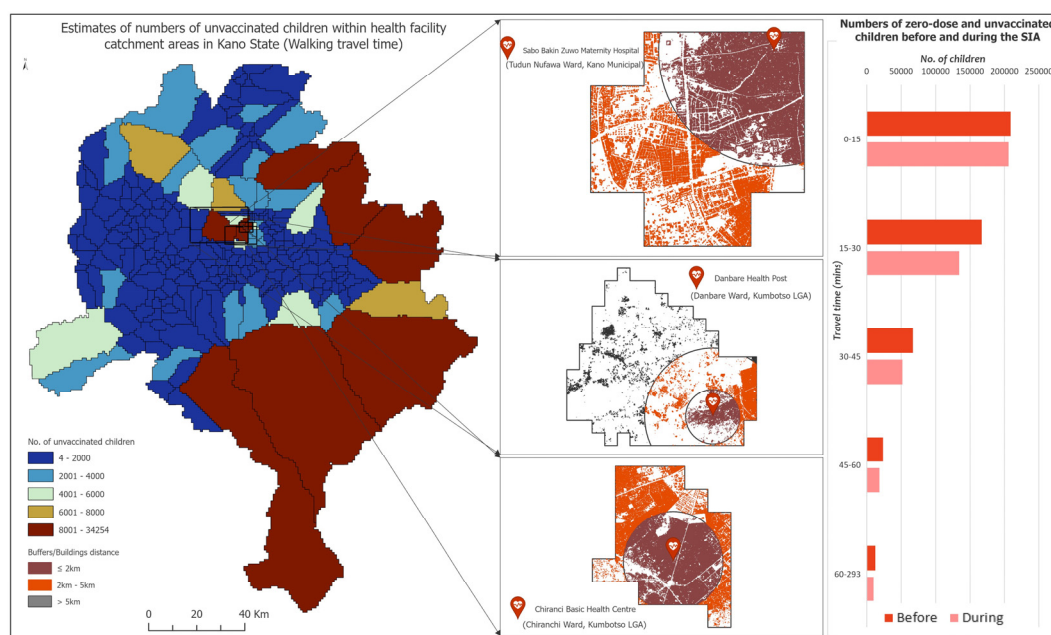 Estimates of numbers of unvaccinated children within health facility
catchment areas in Kano State (Walking travel time)
No. of unvaccinated children
4 - 2000
2001 - 4000
4001 - 6000
6001 - 8000
8001 - 34254
Buffers/Buildings distance
≤ 2km
2km - 5km
> 5km
0 20 40 Km
Sabo Bakin Zuwo Maternity Hospital
(Tudun Nufawa Ward, Kano Municipal)
Danbare Health Post
(Danbare Ward, Kumbotso LGA)
Chiranci Basic Health Centre
(Chiranchi Ward, Kumbotso LGA)
Numbers of zero-dose and unvaccinated
children before and during the SIA
No. of children
0 50000 100000 150000 200000 250000
Travel time (mins)
0-15
15-30
30-45
45-60
60-293
Before During